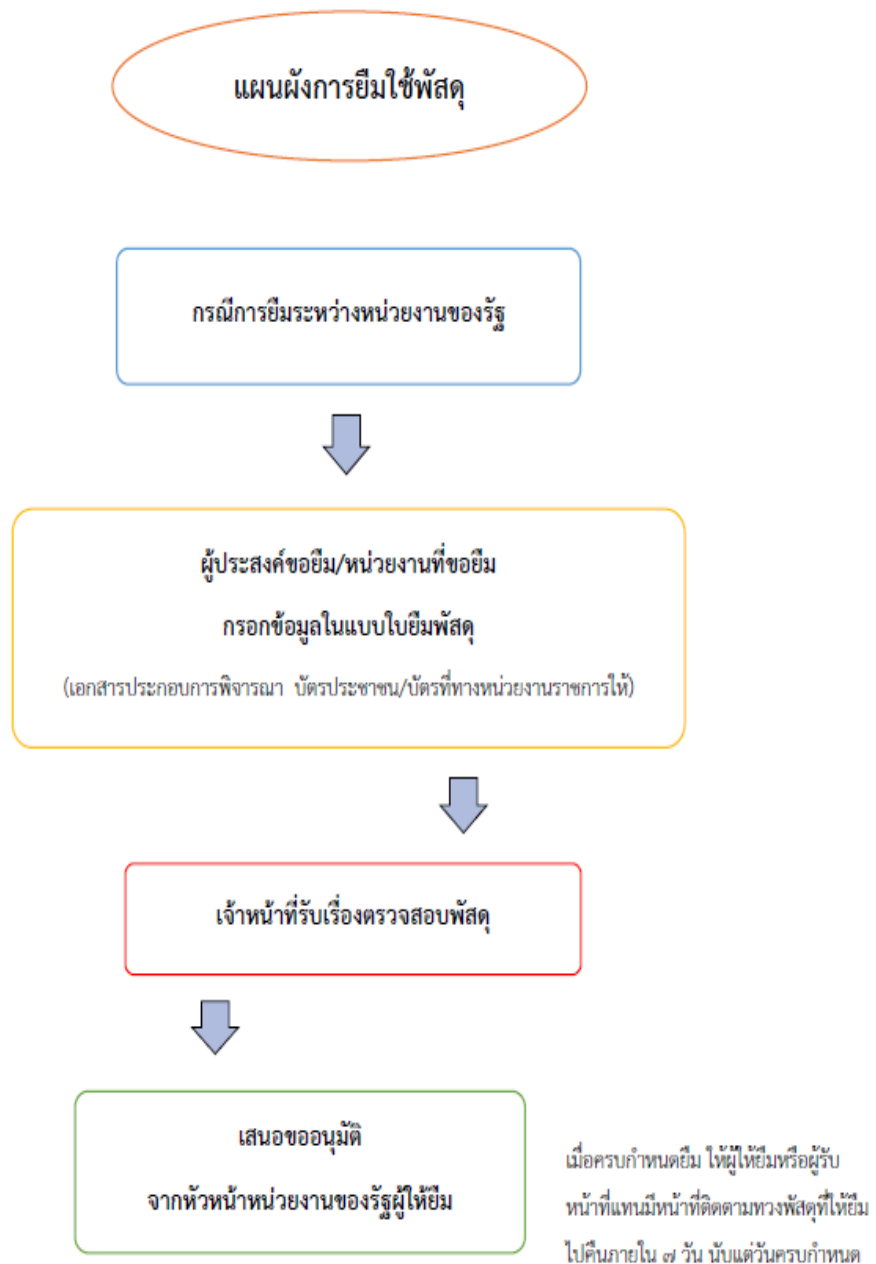 แผนผังการยืมใช้พัสดุ
กรณีการยืมระหว่างหน่วยงานของรัฐ
ผู้ประสงค์ขอยืม/หน่วยงานที่ขอยืม
กรอกข้อมูลในแบบใบยืมพัสดุ
(เอกสารประกอบการพิจารณา บัตรประชาชน/บัตรที่ทางหน่วยงานราชการให้)
เจ้าหน้าที่รับเรื่องตรวจสอบพัสดุ
เสนอขออนุมัติ
จากหัวหน้าหน่วยงานของรัฐผู้ให้ยืม
เมื่อครบกำหนดยืม ให้ผู้ให้ยืมหรือผู้รับ
หน้าที่แทนมีหน้าที่ติดตามทวงพัสดุที่ให้ยืม
ไปคืนภายใน ๗ วัน นับแต่วันครบกำหนด